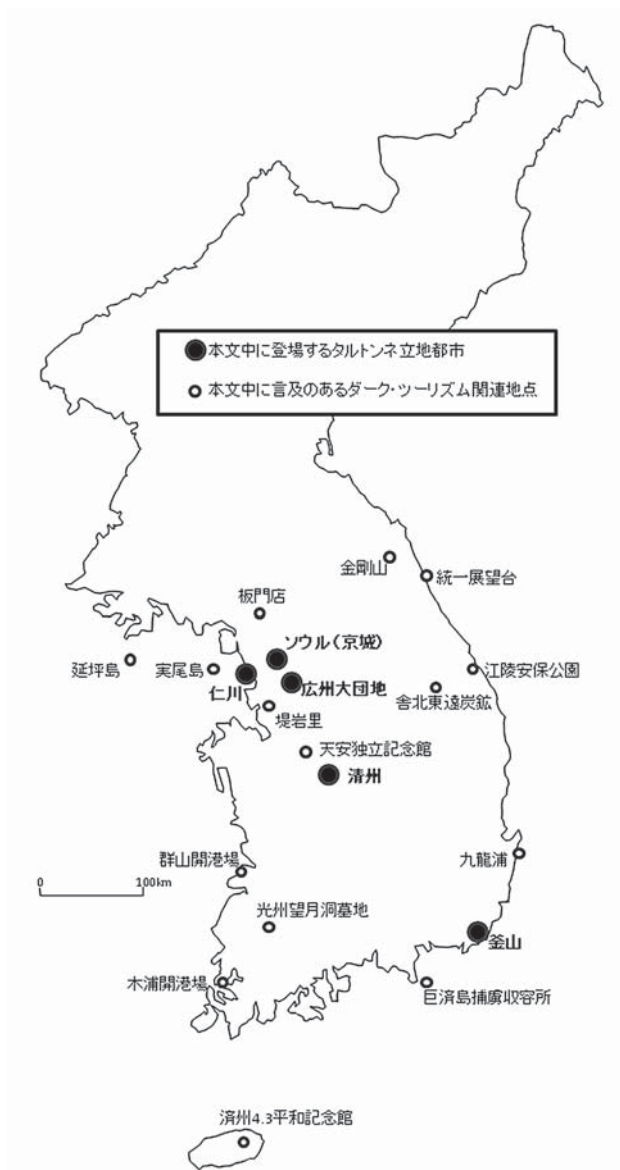 ●本文中に登場するタルトンネ立地都市
○本文中に言及のあるダーク・ツーリズム関連地点
金剛山
統一展望台
板門店
ソウル(京城)
延坪島
実尾島
仁川
広州大団地
江陵安保公園
舎北東遠炭鉱
堤岩里
天安独立記念館
清州
群山開港場
九龍浦
0
100km
光州望月洞墓地
釜山
木浦開港場
巨済島捕虜収容所
済州4.3平和記念館